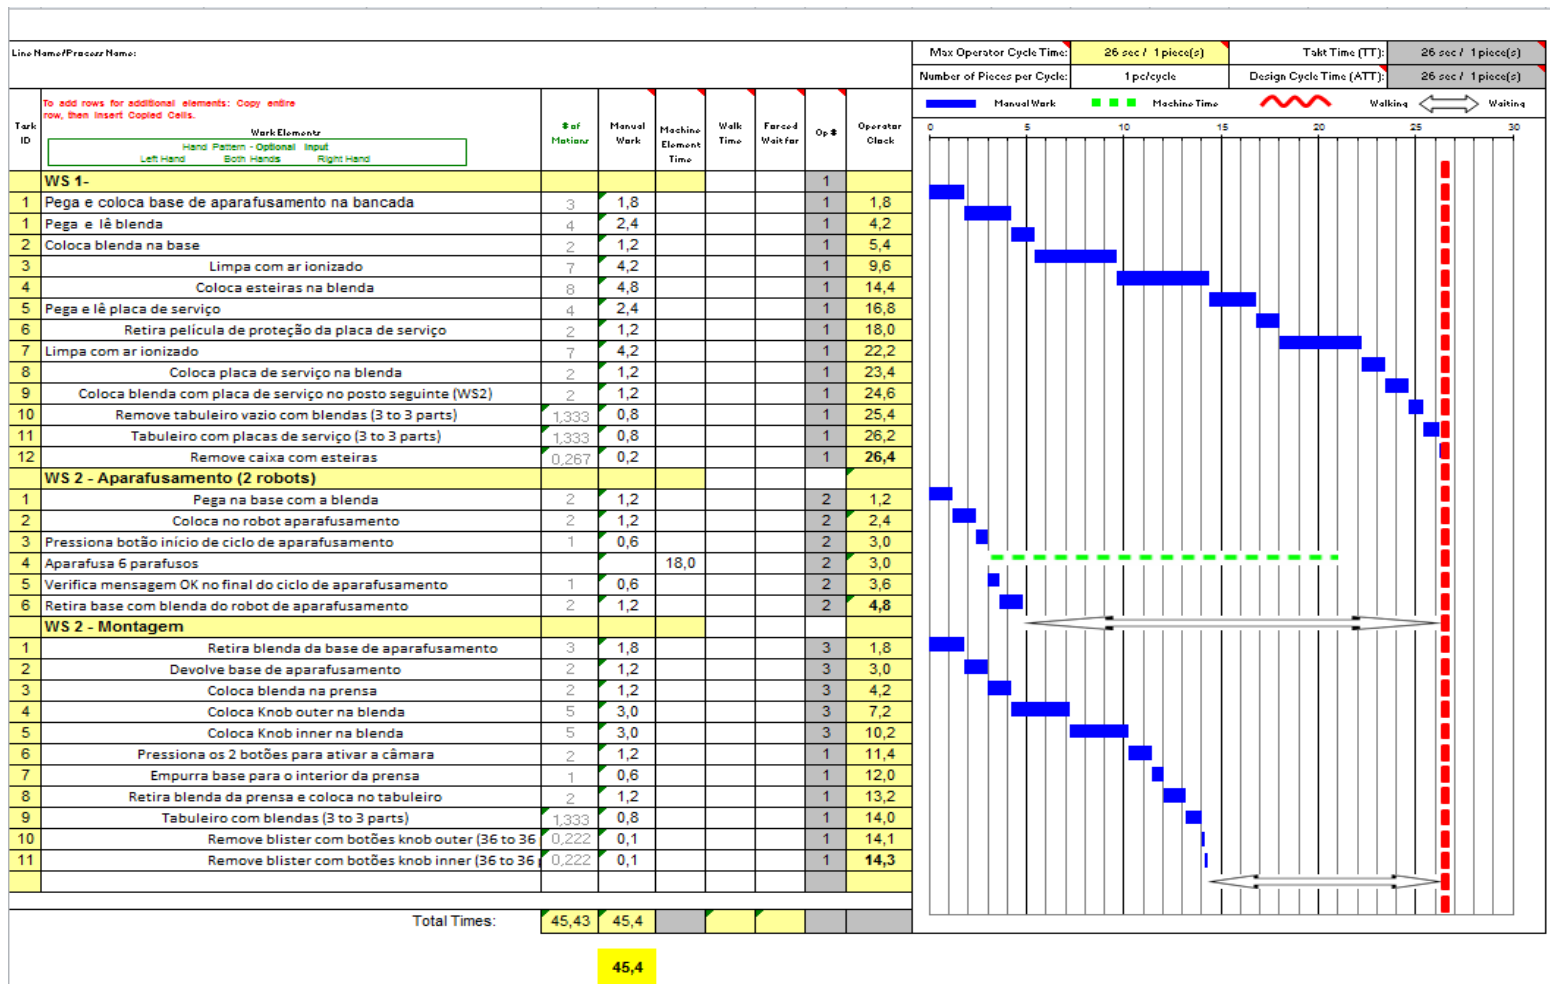 Line Name/Process Name:
Max Operator Cycle Time: 26 sec / 1 piece(s) Takt Time (TT): 26 sec / 1 piece(s)
Number of Pieces per Cycle: 1 pc/cycle Design Cycle Time (ATT): 26 sec / 1 piece(s)
To add rows for additional elements: Copy entire
row, then Insert Copied Cells.
Manual Work Machine Time Walking Waiting
Task ID Work Elements # of Motions Manual Work Machine Element Time Walk Time Forced Wait for Op # Operator Clock
Hand Pattern - Optional Input
Left Hand Both Hands Right Hand
0 5 10 15 20 25 30
WS 1- 1
1 Pega e coloca base de aparafusamento na bancada 3 1,8 1 1,8
1 Pega e lê blenda 4 2,4 1 4,2
2 Coloca blenda na base 2 1,2 1 5,4
3 Limpa com ar ionizado 7 4,2 1 9,6
4 Coloca esteiras na blenda 8 4,8 1 14,4
5 Pega e lê placa de serviço 4 2,4 1 16,8
6 Retira película de proteção da placa de serviço 2 1,2 1 18,0
7 Limpa com ar ionizado 7 4,2 1 22,2
8 Coloca placa de serviço na blenda 2 1,2 1 23,4
9 Coloca blenda com placa de serviço no posto seguinte (WS2) 2 1,2 1 24,6
10 Remove tabuleiro vazio com blendas (3 to 3 parts) 1,333 0,8 1 25,4
11 Tabuleiro com placas de serviço (3 to 3 parts) 1,333 0,8 1 26,2
12 Remove caixa com esteiras 0,267 0,2 1 26,4
WS 2 - Aparafusamento (2 robots)
1 Pega na base com a blenda 2 1,2 2 1,2
2 Coloca no robot aparafusamento 2 1,2 2 2,4
3 Pressiona botão início de ciclo de aparafusamento 1 0,6 2 3,0
4 Aparafusa 6 parafusos 18,0 2 3,0
5 Verifica mensagem OK no final do ciclo de aparafusamento 1 0,6 2 3,6
6 Retira base com blenda do robot de aparafusamento 2 1,2 2 4,8
WS 2 - Montagem
1 Retira blenda da base de aparafusamento 3 1,8 3 1,8
2 Devolve base de aparafusamento 2 1,2 3 3,0
3 Coloca blenda na prensa 2 1,2 3 4,2
4 Coloca Knob outer na blenda 5 3,0 3 7,2
5 Coloca Knob inner na blenda 5 3,0 3 10,2
6 Pressiona os 2 botões para ativar a câmara 2 1,2 1 11,4
7 Empurra base para o interior da prensa 1 0,6 1 12,0
8 Retira blenda da prensa e coloca no tabuleiro 2 1,2 1 13,2
9 Tabuleiro com blendas (3 to 3 parts) 1,333 0,8 1 14,0
10 Remove blister com botões knob outer (36 to 36 0,222 0,1 1 14,1
11 Remove blister com botões knob inner (36 to 36 0,222 0,1 1 14,3
Total Times: 45,43 45,4
45,4